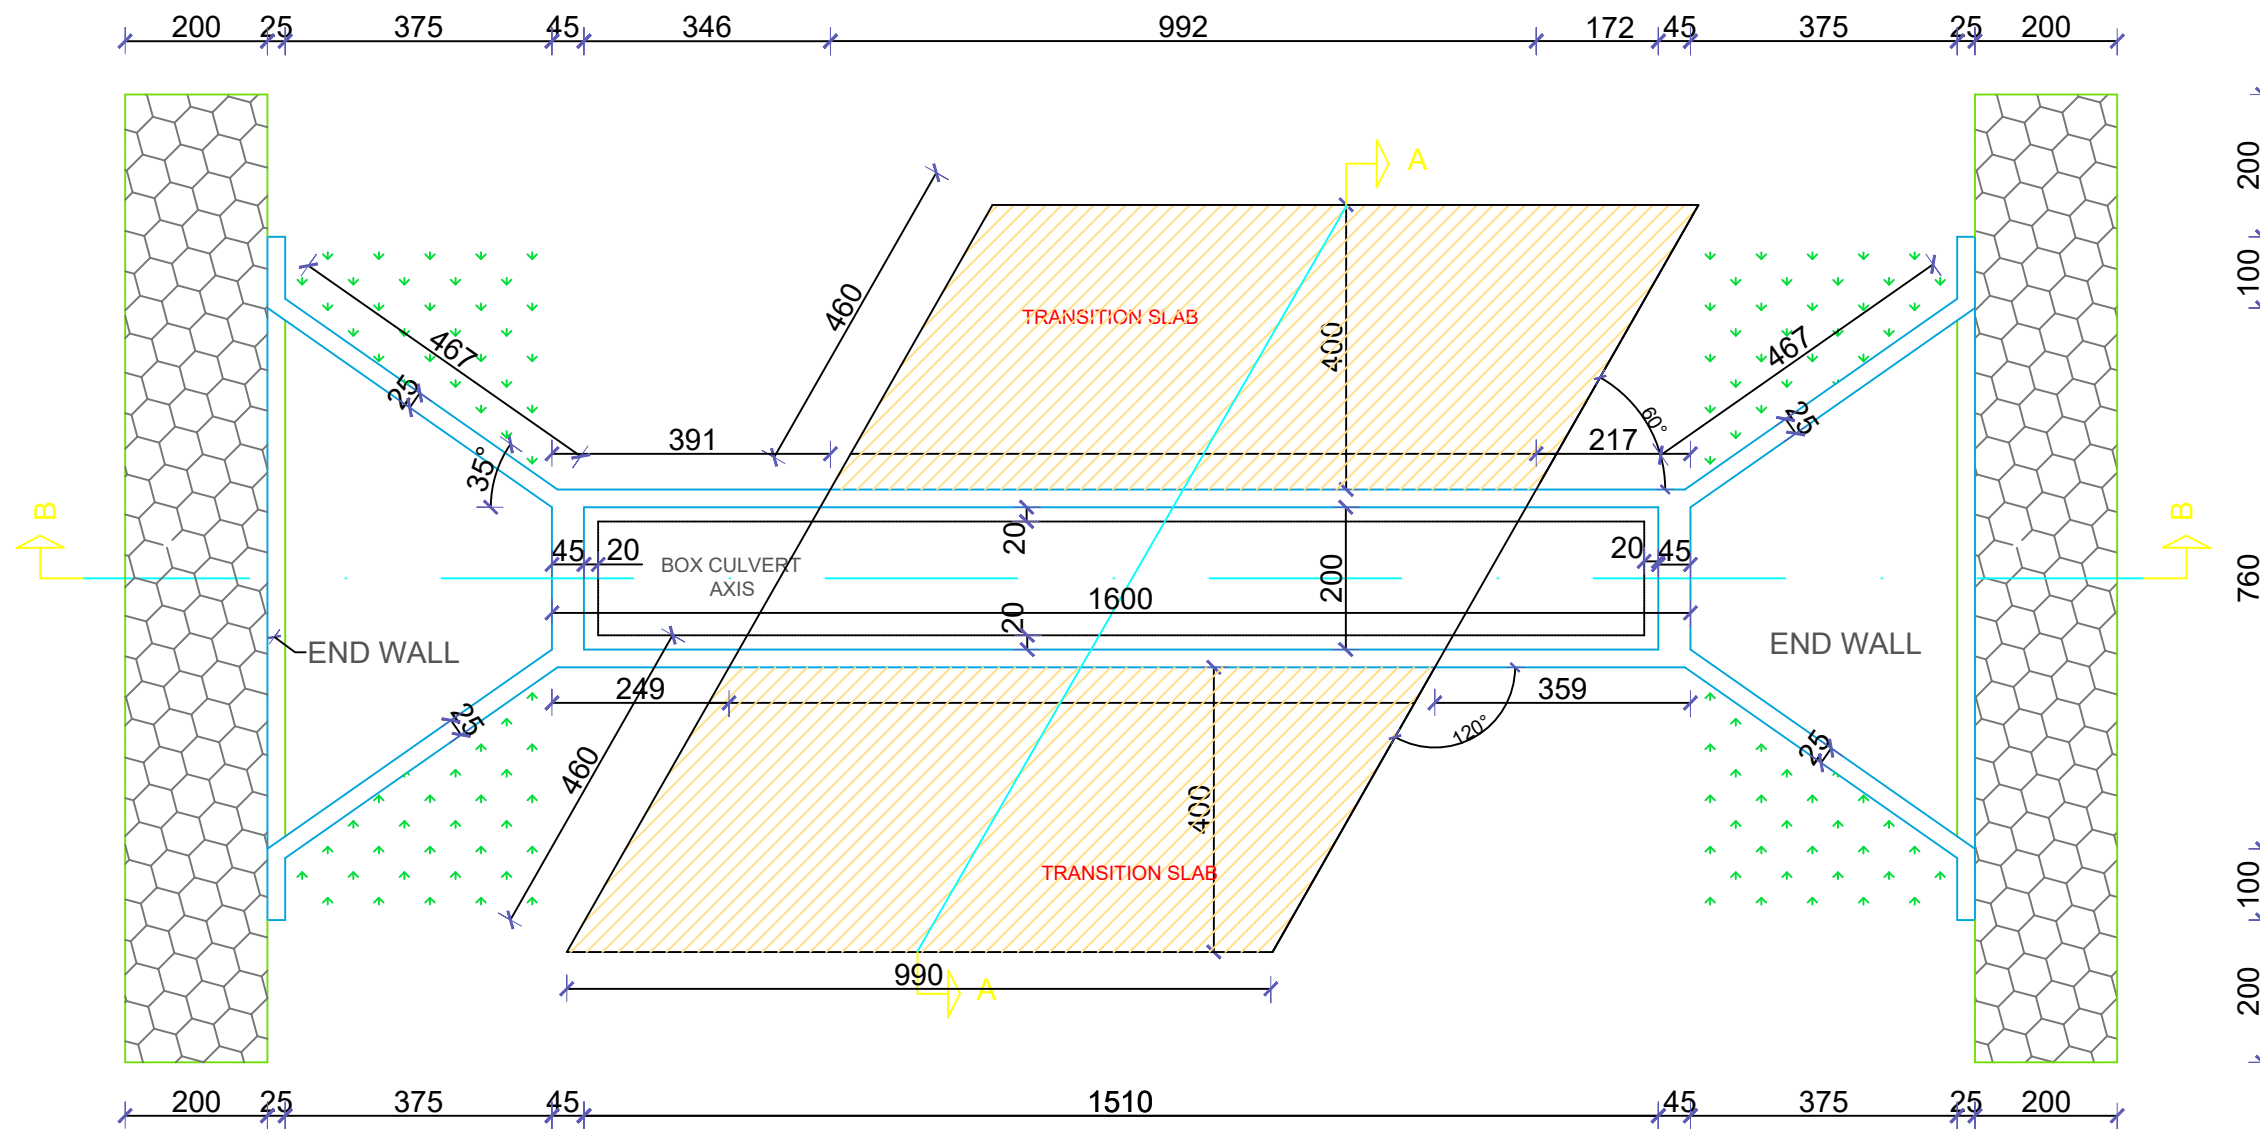 200 25 375 45 346 992 172 45 375 25 200
A
200
100
460
TRANSITION SLAB
400
467
467
25
25
60°
391
217
35°
B
B
20
45 20
BOX CULVERT
AXIS
200
20 45
760
1600
20
END WALL
END WALL
249
359
25
120°
25
460
400
TRANSITION SLAB
100
990
A
200
200 25 375 45 1510 45 375 25 200